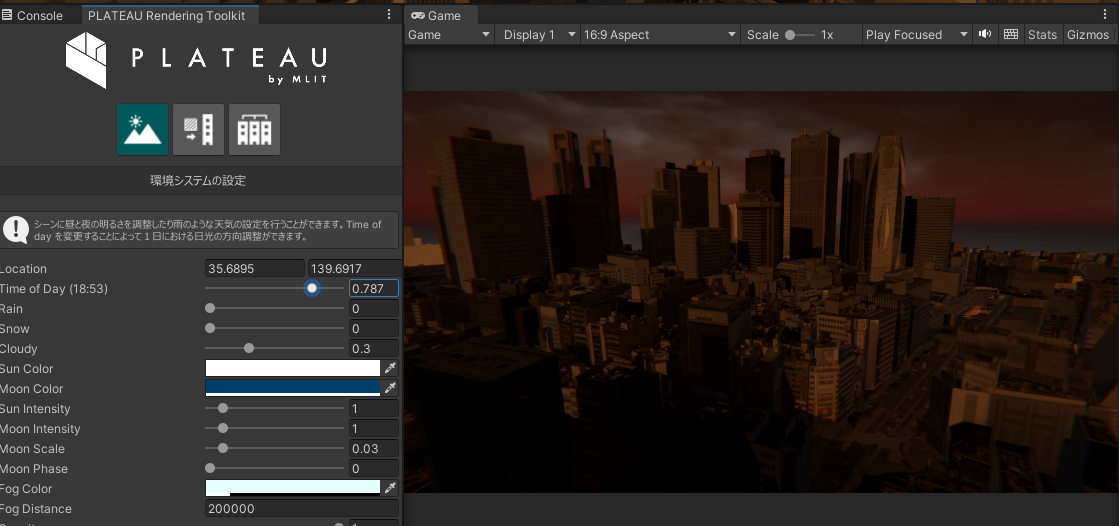 Console
PLATEAU Rendering Toolkit
Game
Game
Display 1
16:9 Aspect
Scale
1x
Play Focused
Stats
Gizmos
PLATEAU
by MLIT
環境システムの設定
シーンに昼と夜の明るさを調整したり雨のような天気の設定を行うことができます。Time of
day を変更することによって 1 日における日光の方向調整ができます。
Location 35.6895 139.6917
Time of Day (18:53) 0.787
Rain 0
Snow 0
Cloudy 0.3
Sun Color
Moon Color
Sun Intensity 1
Moon Intensity 1
Moon Scale 0.03
Moon Phase 0
Fog Color
Fog Distance 200000